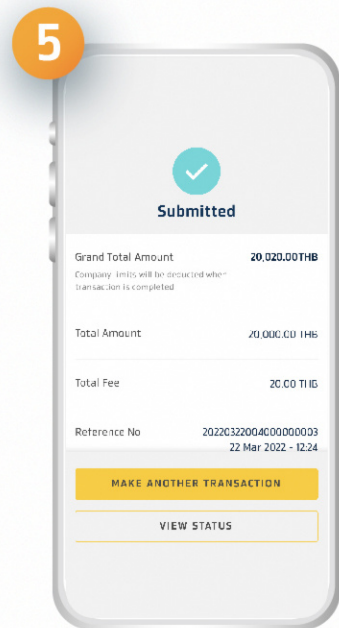 5
Submitted
Grand Total Amount 20,020.00THB
Company limits will be deducted when
transaction is completed
Total Amount 20,000.00 THB
Total Fee 20.00 THB
Reference No 20220322004000000003
22 Mar 2022 - 12:24
MAKE ANOTHER TRANSACTION
VIEW STATUS